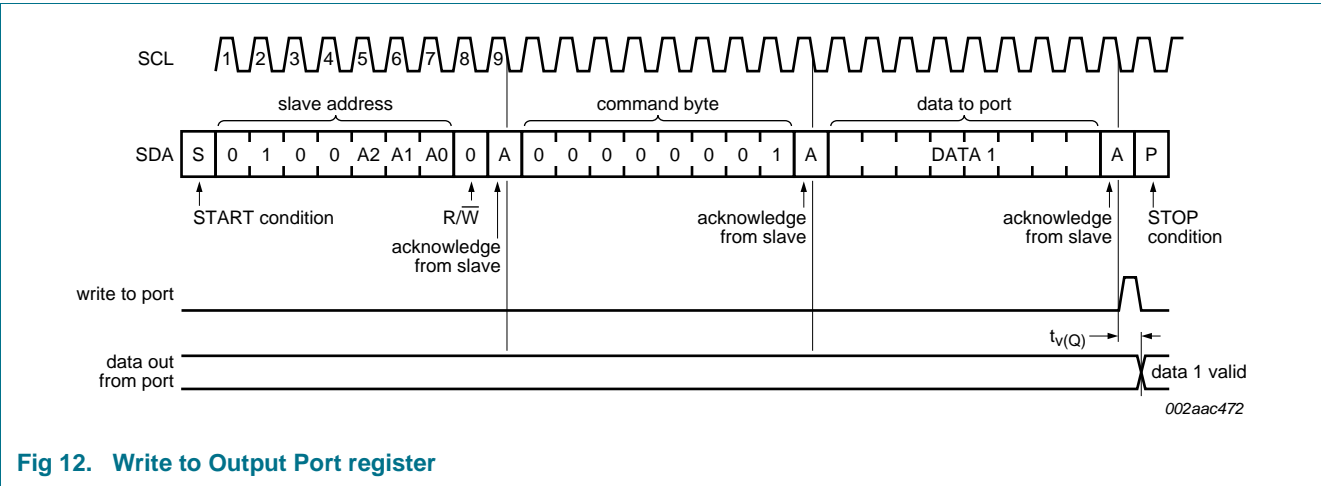 SCL 1 2 3 4 5 6 7 8 9
slave address command byte data to port
SDA S 0 1 0 0 A2 A1 A0 0 A 0 0 0 0 0 0 0 1 A DATA 1 A P
START condition R/W̅ acknowledge acknowledge STOP
acknowledge from slave from slave condition
from slave
write to port
tv(Q)
data out data 1 valid
from port
002aac472
Fig 12. Write to Output Port register